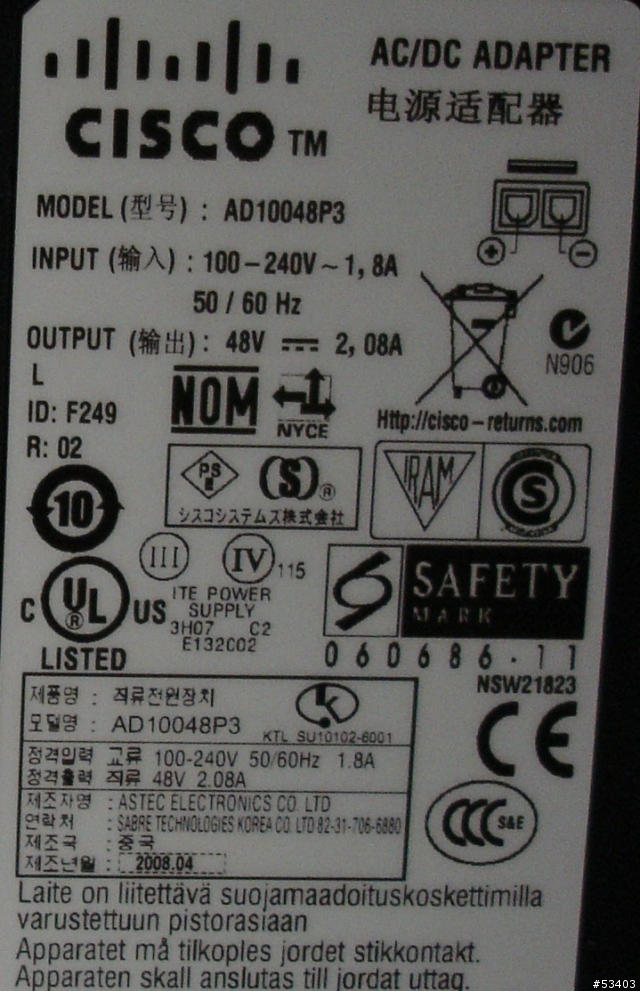 CISCO TM
AC/DC ADAPTER
电源适配器
MODEL (型号) : AD10048P3
INPUT (输入) : 100-240V ~ 1, 8A
50 / 60 Hz
OUTPUT (输出) : 48V 2, 08A
L
ID: F249
R: 02
NOM
NYCE
N906
Http://cisco-returns.com
PS E
(S)®
シスコシステムズ株式会社
IRAM
S
10
III
IV 115
C UL ® US
LISTED
ITE POWER
SUPPLY
3H07 C2
E132C02
SAFETY
MARK
060686-11
NSW21823
CE
CCC S&E
제품명 : 직류전원장치
모델명 : AD10048P3
KTL SU10102-6001
정격입력 교류 100-240V 50/60Hz 1.8A
정격출력 직류 48V 2.08A
제조자명 : ASTEC ELECTRONICS CO. LTD
연락처 : SABRE TECHNOLOGIES KOREA CO. LTD 82-31-706-6880
제조국 : 중국
제조년월 : 2008.04
Laite on liitettävä suojamaadoituskoskettimilla
varustettuun pistorasiaan
Apparatet må tilkoples jordet stikkontakt.
Apparaten skall anslutas till jordat uttag.
#53403